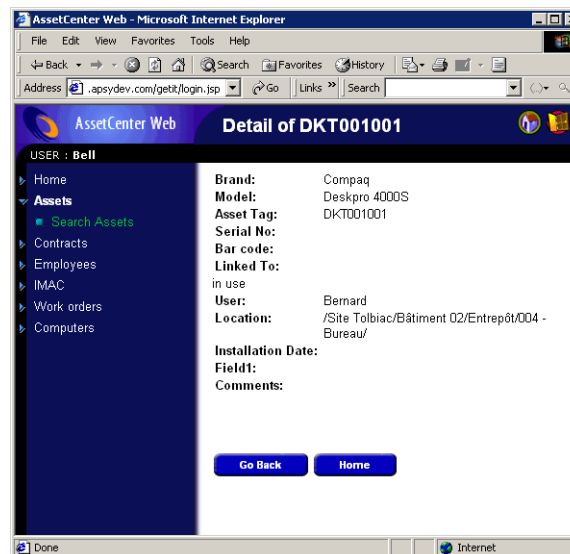 AssetCenter Web - Microsoft Internet Explorer
File Edit View Favorites Tools Help
Back Search Favorites History
Address .apsydev.com/getit/login.jsp Go Links » Search
AssetCenter Web Detail of DKT001001
USER : Bell
Home
Assets
Search Assets
Contracts
Employees
IMAC
Work orders
Computers
Brand: Compaq
Model: Deskpro 4000S
Asset Tag: DKT001001
Serial No:
Bar code:
Linked To:
in use
User: Bernard
Location: /Site Tolbiac/Bâtiment 02/Entrepôt/004 -
Bureau/
Installation Date:
Field1:
Comments:
Go Back Home
Done Internet